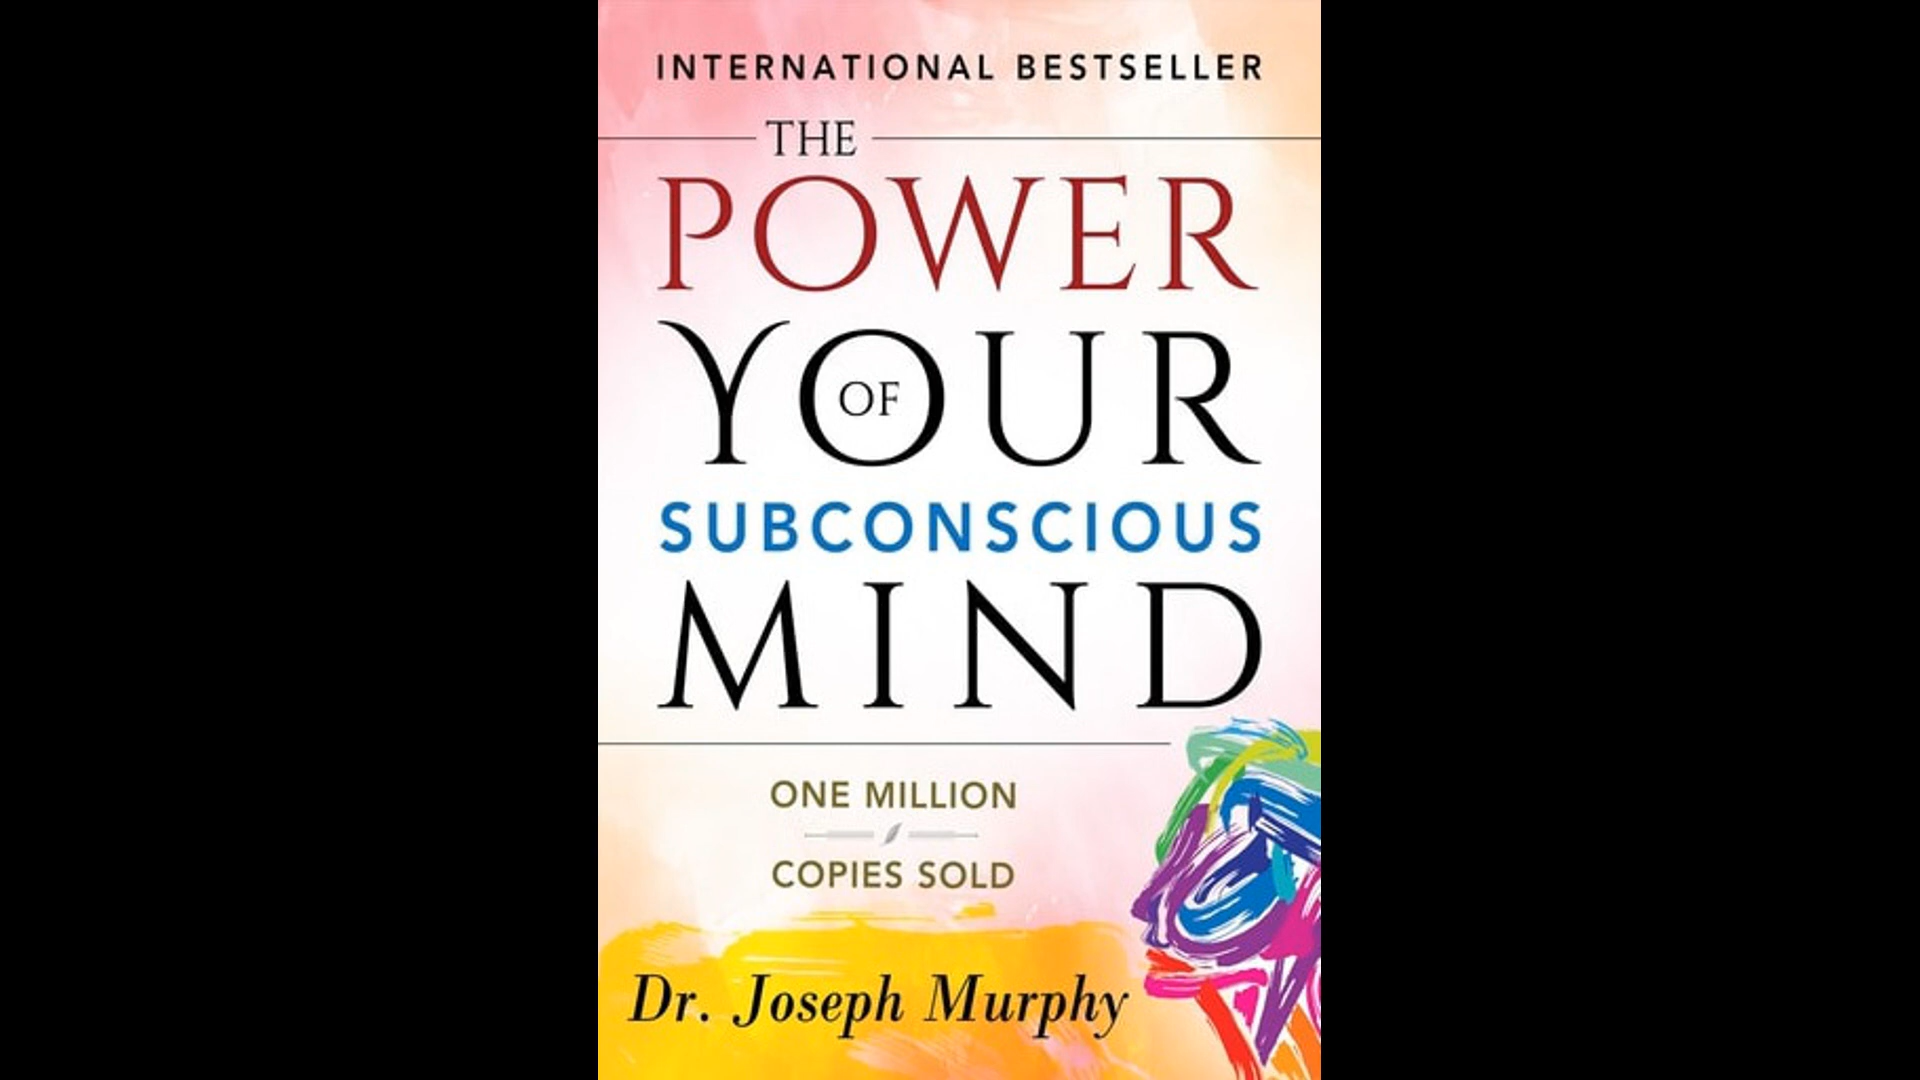 INTERNATIONAL BESTSELLER
THE
POWER
OF
YOUR
SUBCONSCIOUS
MIND
ONE MILLION
COPIES SOLD
Dr. Joseph Murphy